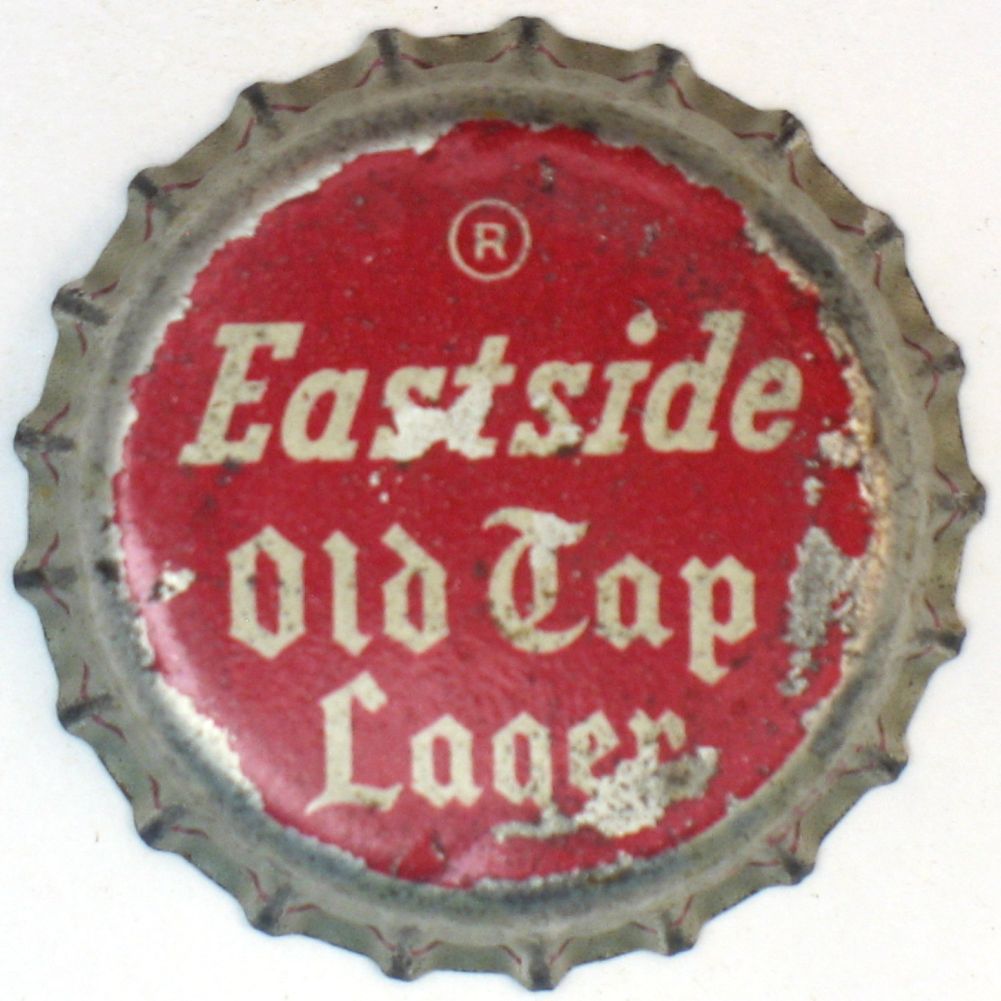 ®
Eastside
Old Tap
Lager